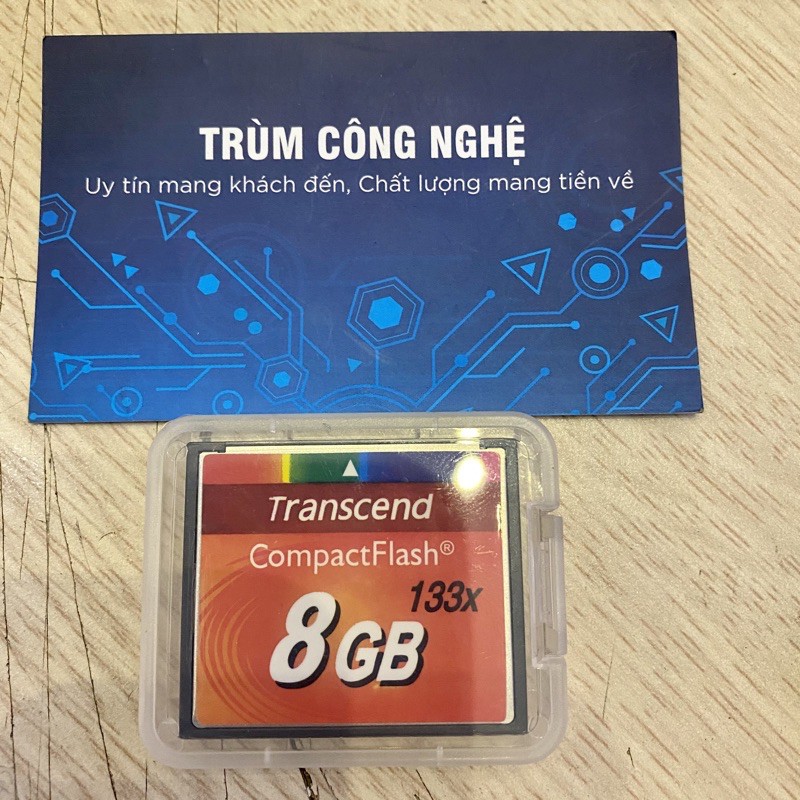 TRÙM CÔNG NGHỆ
Uy tín mang khách đến, Chất lượng mang tiền về
Transcend
CompactFlash®
133x
8GB